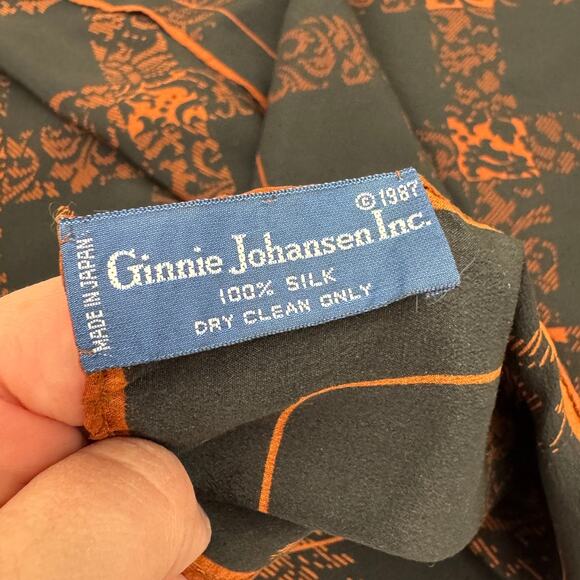 © 1987
Ginnie Johansen Inc.
100% SILK
DRY CLEAN ONLY
MADE IN JAPAN